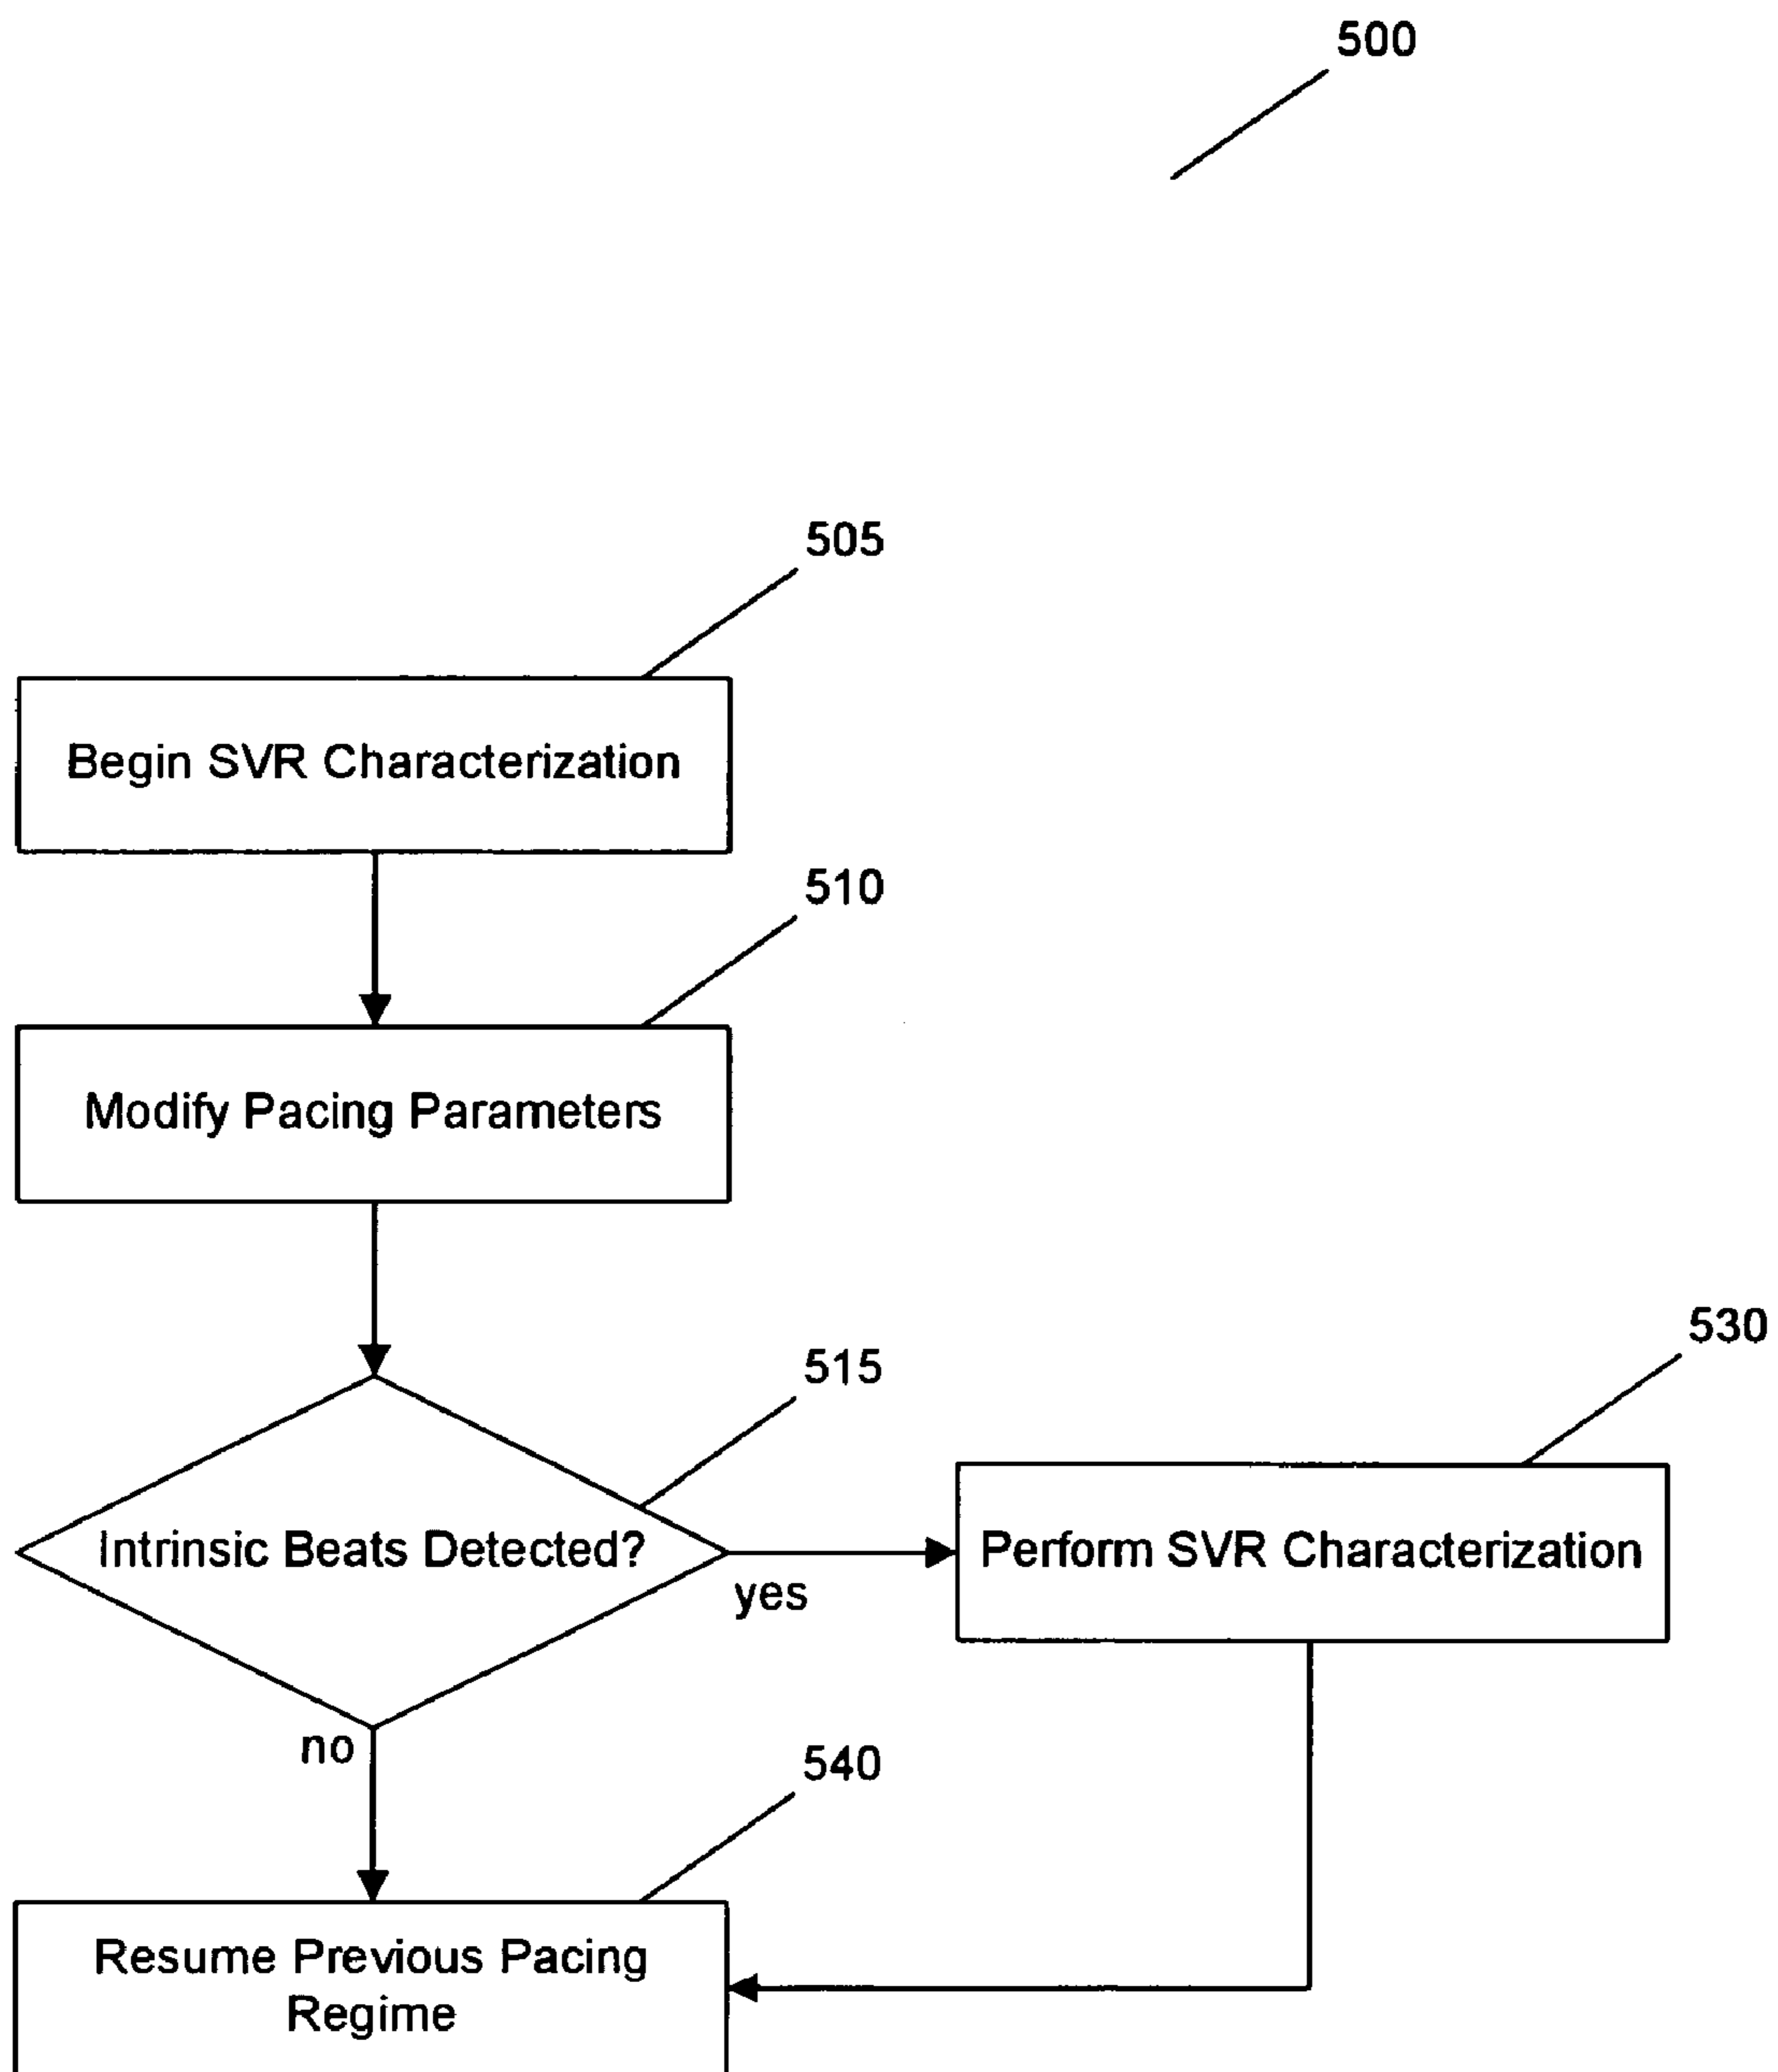 500
505
Begin SVR Characterization
510
Modify Pacing Parameters
515
530
Intrinsic Beats Detected?
Perform SVR Characterization
yes
no
540
Resume Previous Pacing
Regime